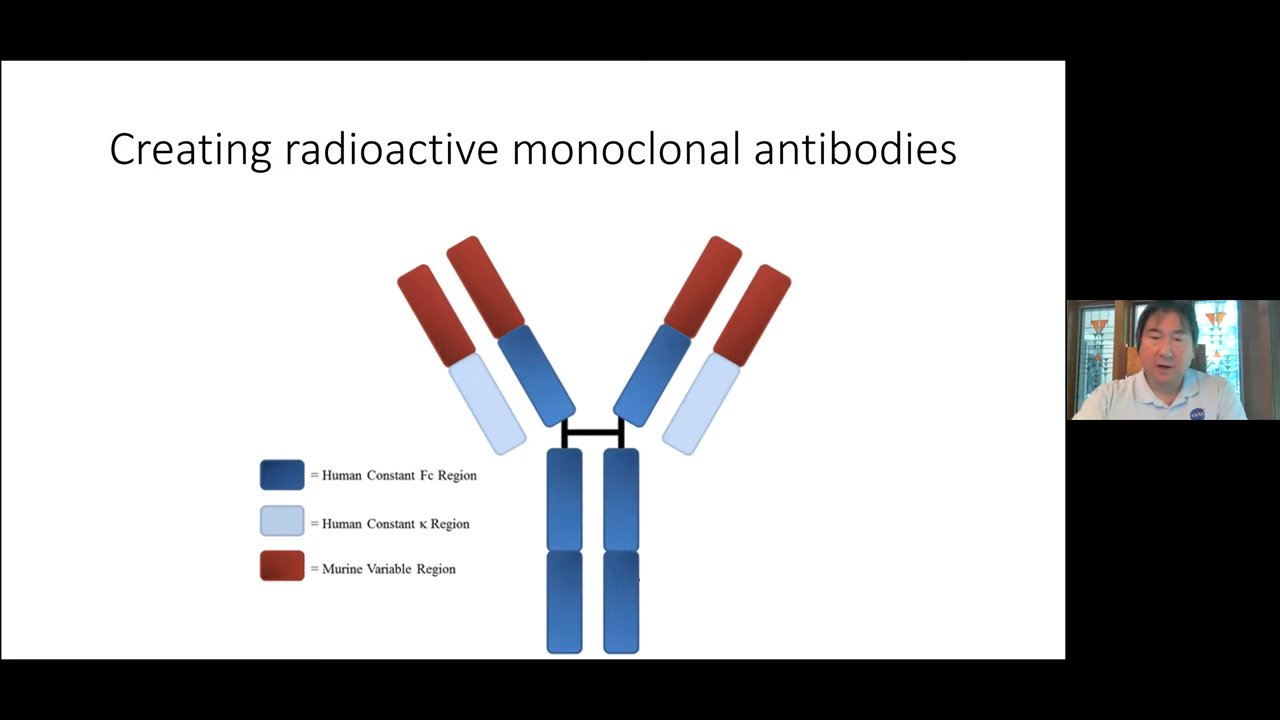 Creating radioactive monoclonal antibodies
= Human Constant Fc Region
= Human Constant κ Region
= Murine Variable Region